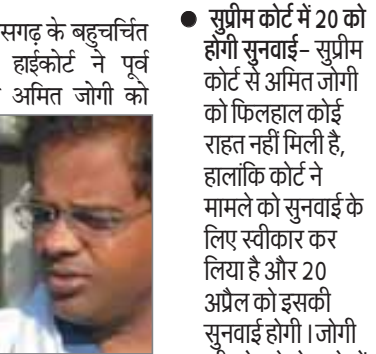 सगढ़ के बहुचर्चित
हाईकोर्ट ने पूर्व
अमित जोगी को
● सुप्रीम कोर्ट में 20 को
होगी सुनवाई– सुप्रीम
कोर्ट से अमित जोगी
को फिलहाल कोई
राहत नहीं मिली है,
हालांकि कोर्ट ने
मामले को सुनवाई के
लिए स्वीकार कर
लिया है और 20
अप्रैल को इसकी
सुनवाई होगी।जोगी